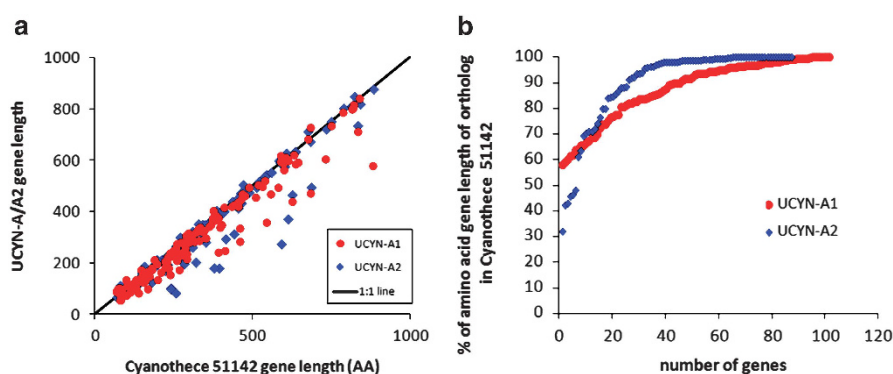 a
1000
800
600
400
200
0
0
500
1000
UCYN-A/A2 gene length
Cyanothece 51142 gene length (AA)
UCYN-A1
UCYN-A2
1:1 line
b
100
90
80
70
60
50
40
30
20
10
0
0
20
40
60
80
100
120
% of amino acid gene length of ortholog
in Cyanothece 51142
number of genes
UCYN-A1
UCYN-A2